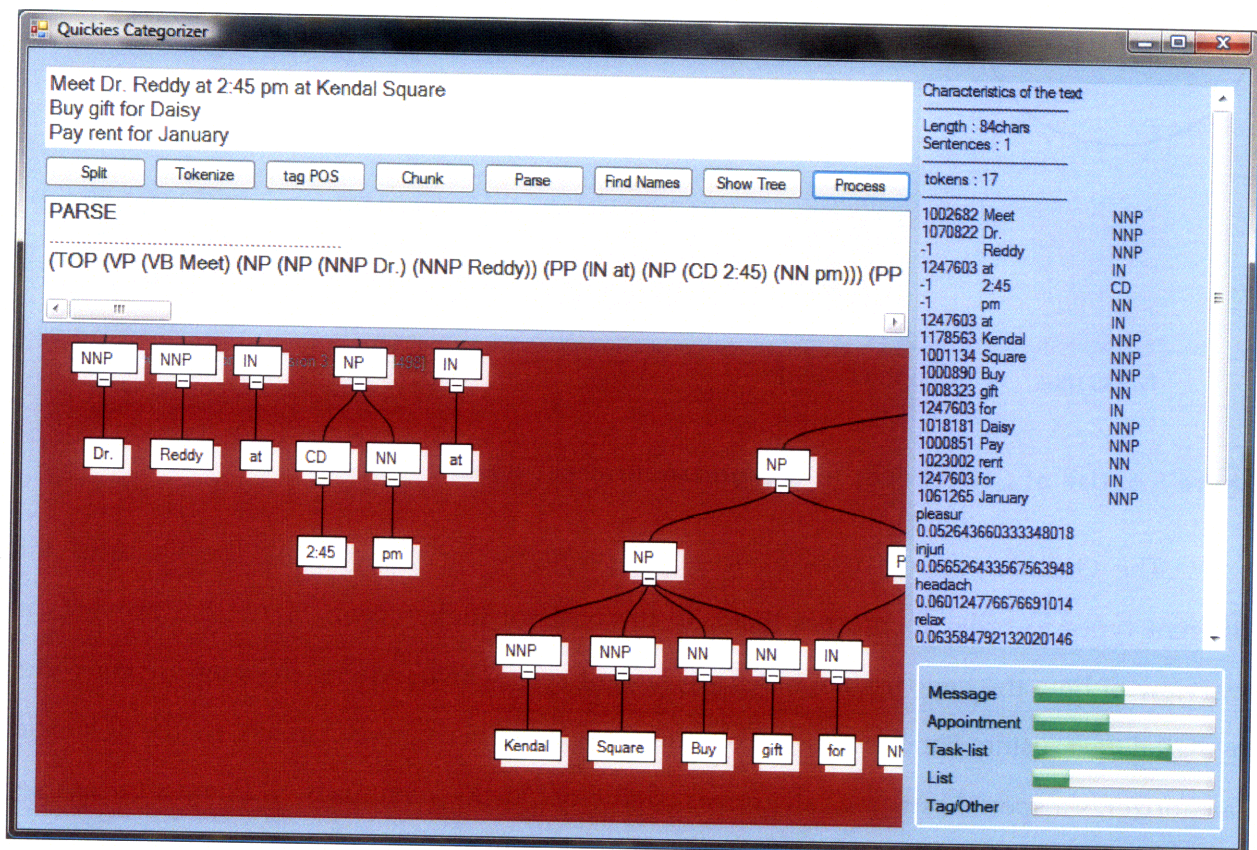 Quickies Categorizer
Meet Dr. Reddy at 2:45 pm at Kendal Square
Buy gift for Daisy
Pay rent for January
Split Tokenize tag POS Chunk Parse Find Names Show Tree Process
PARSE
(TOP (VP (VB Meet) (NP (NP (NNP Dr.) (NNP Reddy)) (PP (IN at) (NP (CD 2:45) (NN pm))) (PP
NNP NNP IN NP IN
Dr. Reddy at CD NN at
2:45 pm
NP
NP P
NNP NNP NN NN IN
Kendal Square Buy gift for NN
Characteristics of the text
Length : 84chars
Sentences : 1
tokens : 17
1002682 Meet NNP
1070822 Dr. NNP
-1 Reddy NNP
1247603 at IN
-1 2:45 CD
-1 pm NN
1247603 at IN
1178563 Kendal NNP
1001134 Square NNP
1000890 Buy NNP
1008323 gift NN
1247603 for IN
1018181 Daisy NNP
1000851 Pay NNP
1023002 rent NN
1247603 for IN
1061265 January NNP
pleasur
0.052643660333348018
injuri
0.056526433567563948
headach
0.060124776676691014
relax
0.063584792132020146
Message
Appointment
Task-list
List
Tag/Other